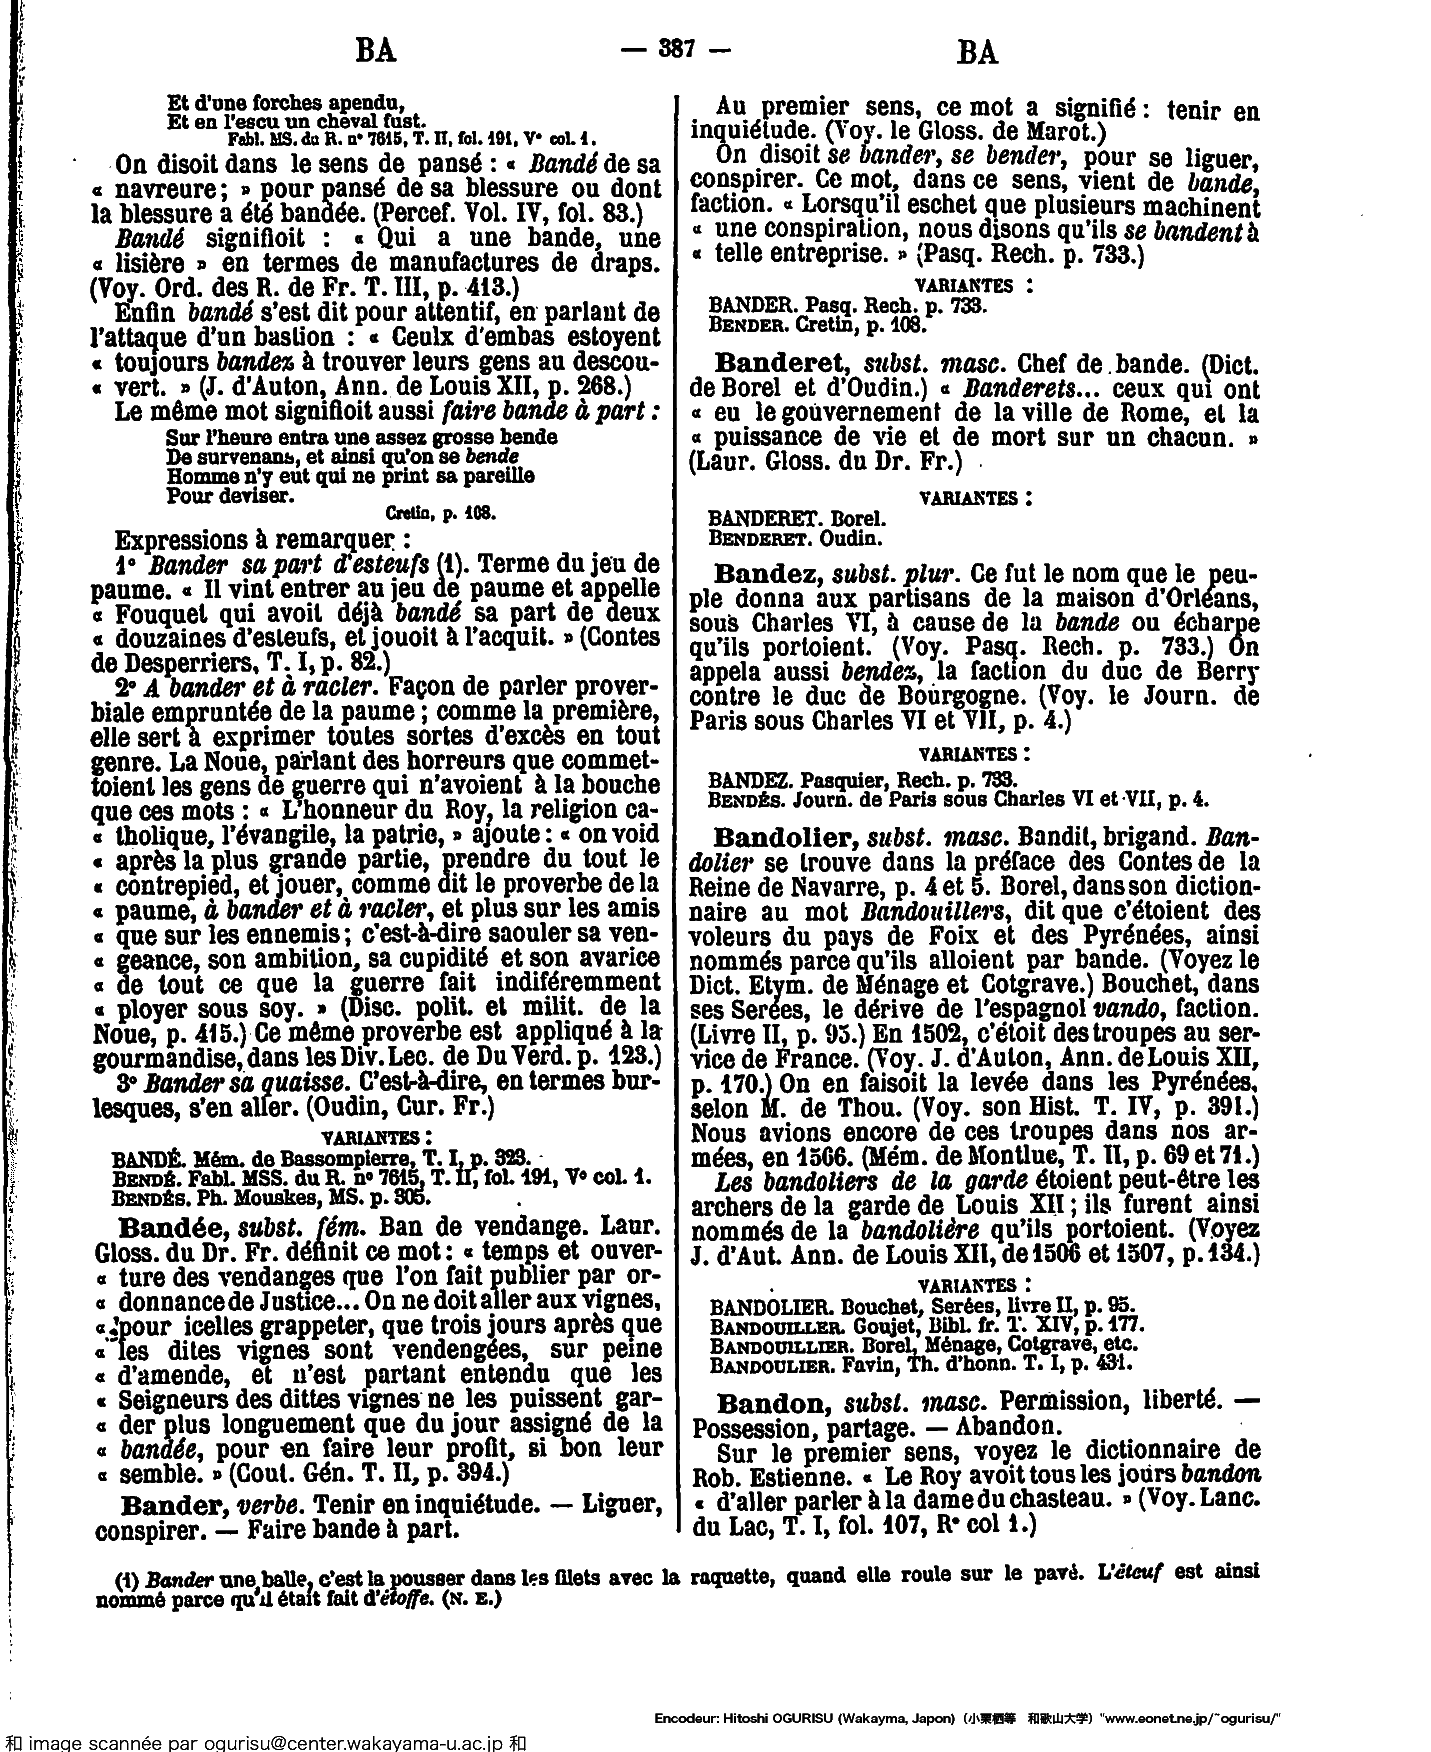 BA
— 387 —
BA
Et d'une forches apendu,
Et en l'escu un cheval fust.
Fabl. MS. du R. n° 7615, T. II, fol. 191, V° col. 1.
On disoit dans le sens de pansé : « Bandé de sa
« navreure ; » pour pansé de sa blessure ou dont
la blessure a été bandée. (Percef. Vol. IV, fol. 83.)
Bandé signifioit : « Qui a une bande, une
« lisière » en termes de manufactures de draps.
(Voy. Ord. des R. de Fr. T. III, p. 413.)
Enfin bandé s'est dit pour attentif, en parlant de
l'attaque d'un bastion : « Ceulx d'embas estoyent
« toujours bandez à trouver leurs gens au descou-
« vert. » (J. d'Auton, Ann. de Louis XII, p. 268.)
Le même mot signifioit aussi faire bande à part :
Sur l'heure entra une assez grosse bende
De survenans, et ainsi qu'on se bende
Homme n'y eut qui ne print sa pareille
Pour deviser.
Cretin, p. 108.
Expressions à remarquer :
1° Bander sa part d'esteufs (1). Terme du jeu de
paume. « Il vint entrer au jeu de paume et appelle
« Fouquet qui avoit déjà bandé sa part de deux
« douzaines d'esteufs, et jouoit à l'acquit. » (Contes
de Desperriers, T. I, p. 82.)
2° A bander et à racler. Façon de parler prover-
biale empruntée de la paume ; comme la première,
elle sert à exprimer toutes sortes d'excès en tout
genre. La Noue, parlant des horreurs que commet-
toient les gens de guerre qui n'avoient à la bouche
que ces mots : « L'honneur du Roy, la religion ca-
« tholique, l'évangile, la patrie, » ajoute : « on void
« après la plus grande partie, prendre du tout le
« contrepied, et jouer, comme dit le proverbe de la
« paume, à bander et à racler, et plus sur les amis
« que sur les ennemis ; c'est-à-dire saouler sa ven-
« geance, son ambition, sa cupidité et son avarice
« de tout ce que la guerre fait indiféremment
« ployer sous soy. » (Disc. polit. et milit. de la
Noue, p. 415.) Ce même proverbe est appliqué à la
gourmandise, dans les Div. Lec. de Du Verd. p. 123.)
3° Bander sa quaisse. C'est-à-dire, en termes bur-
lesques, s'en aller. (Oudin, Cur. Fr.)
VARIANTES :
BANDÉ. Mém. de Bassompierre, T. I, p. 323.
BENDÉ. Fabl. MSS. du R. n° 7615, T. II, fol. 191, V° col. 1.
BENDÉS. Ph. Mouskes, MS. p. 305.
Bandée, subst. fém. Ban de vendange. Laur.
Gloss. du Dr. Fr. définit ce mot : « temps et ouver-
« ture des vendanges que l'on fait publier par or-
« donnance de Justice... On ne doit aller aux vignes,
« pour icelles grappeter, que trois jours après que
« les dites vignes sont vendengées, sur peine
« d'amende, et n'est partant entendu que les
« Seigneurs des dittes vignes ne les puissent gar-
« der plus longuement que du jour assigné de la
« bandée, pour en faire leur profit, si bon leur
« semble. » (Cout. Gén. T. II, p. 394.)
Bander, verbe. Tenir en inquiétude. — Liguer,
conspirer. — Faire bande à part.
Au premier sens, ce mot a signifié : tenir en
inquiétude. (Voy. le Gloss. de Marot.)
On disoit se bander, se bender, pour se liguer,
conspirer. Ce mot, dans ce sens, vient de bande,
faction. « Lorsqu'il eschet que plusieurs machinent
« une conspiration, nous disons qu'ils se bandent à
« telle entreprise. » (Pasq. Rech. p. 733.)
VARIANTES :
BANDER. Pasq. Rech. p. 733.
BENDER. Cretin, p. 108.
Banderet, subst. masc. Chef de bande. (Dict.
de Borel et d'Oudin.) « Banderets... ceux qui ont
« eu le gouvernement de la ville de Rome, et la
« puissance de vie et de mort sur un chacun. »
(Laur. Gloss. du Dr. Fr.)
VARIANTES :
BANDERET. Borel.
BENDERET. Oudin.
Bandez, subst. plur. Ce fut le nom que le peu-
ple donna aux partisans de la maison d'Orléans,
sous Charles VI, à cause de la bande ou écharpe
qu'ils portoient. (Voy. Pasq. Rech. p. 733.) On
appela aussi bendez, la faction du duc de Berry
contre le duc de Bourgogne. (Voy. le Journ. de
Paris sous Charles VI et VII, p. 4.)
VARIANTES :
BANDEZ. Pasquier, Rech. p. 733.
BENDÉS. Journ. de Paris sous Charles VI et VII, p. 4.
Bandolier, subst. masc. Bandit, brigand. Ban-
dolier se trouve dans la préface des Contes de la
Reine de Navarre, p. 4 et 5. Borel, dans son diction-
naire au mot Bandouillers, dit que c'étoient des
voleurs du pays de Foix et des Pyrénées, ainsi
nommés parce qu'ils alloient par bande. (Voyez le
Dict. Etym. de Ménage et Cotgrave.) Bouchet, dans
ses Serées, le dérive de l'espagnol vando, faction.
(Livre II, p. 95.) En 1502, c'étoit des troupes au ser-
vice de France. (Voy. J. d'Auton, Ann. de Louis XII,
p. 170.) On en faisoit la levée dans les Pyrénées,
selon M. de Thou. (Voy. son Hist. T. IV, p. 391.)
Nous avions encore de ces troupes dans nos ar-
mées, en 1566. (Mém. de Montluc, T. II, p. 69 et 71.)
Les bandoliers de la garde étoient peut-être les
archers de la garde de Louis XII ; ils furent ainsi
nommés de la bandolière qu'ils portoient. (Voyez
J. d'Aut. Ann. de Louis XII, de 1506 et 1507, p. 134.)
VARIANTES :
BANDOLIER. Bouchet, Serées, livre II, p. 95.
BANDOUILLER. Goujet, Bibl. fr. T. XIV, p. 177.
BANDOUILLIER. Borel, Ménage, Cotgrave, etc.
BANDOULIER. Favin, Th. d'honn. T. I, p. 431.
Bandon, subst. masc. Permission, liberté. —
Possession, partage. — Abandon.
Sur le premier sens, voyez le dictionnaire de
Rob. Estienne. « Le Roy avoit tous les jours bandon
« d'aller parler à la dame du chasteau. » (Voy. Lanc.
du Lac, T. I, fol. 107, R° col 1.)
(1) Bander une balle, c'est la pousser dans les filets avec la raquette, quand elle roule sur le pavé. L'éteuf est ainsi
nommé parce qu'il était fait d'étoffe. (N. E.)
Encodeur: Hitoshi OGURISU (Wakayma, Japon) (小栗栖等 和歌山大学) "www.eonet.ne.jp/~ogurisu/"
和 image scannée par ogurisu@center.wakayama-u.ac.jp 和